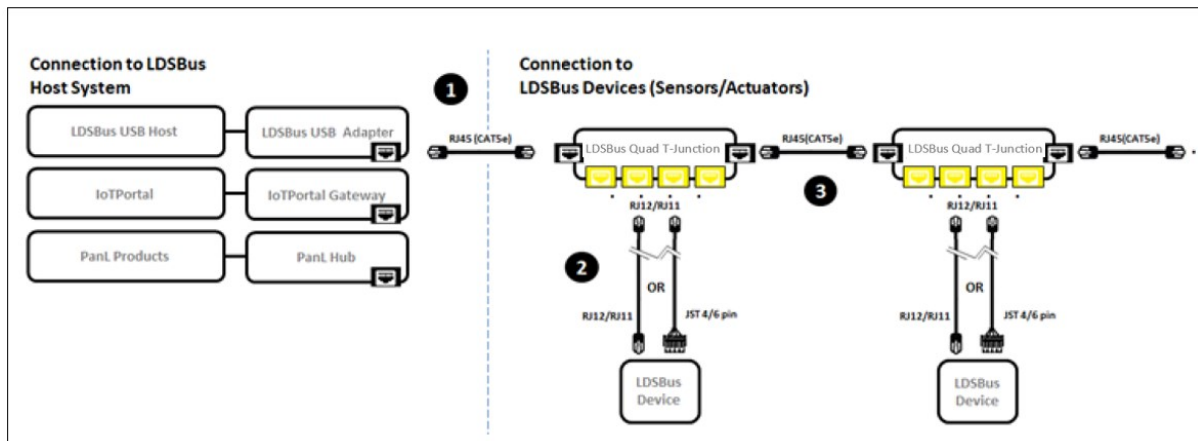 Connection to LDSBus
Host System
LDSBus USB Host
LDSBus USB Adapter
IoTPortal
IoTPortal Gateway
PanL Products
PanL Hub
1
Connection to
LDSBus Devices (Sensors/Actuators)
RJ45 (CAT5e)
LDSBus Quad T-Junction
RJ45(CAT5e)
LDSBus Quad T-Junction
RJ45(CAT5e)
3
RJ12/RJ11
RJ12/RJ11
2
OR
OR
RJ12/RJ11
JST 4/6 pin
RJ12/RJ11
JST 4/6 pin
LDSBus
Device
LDSBus
Device